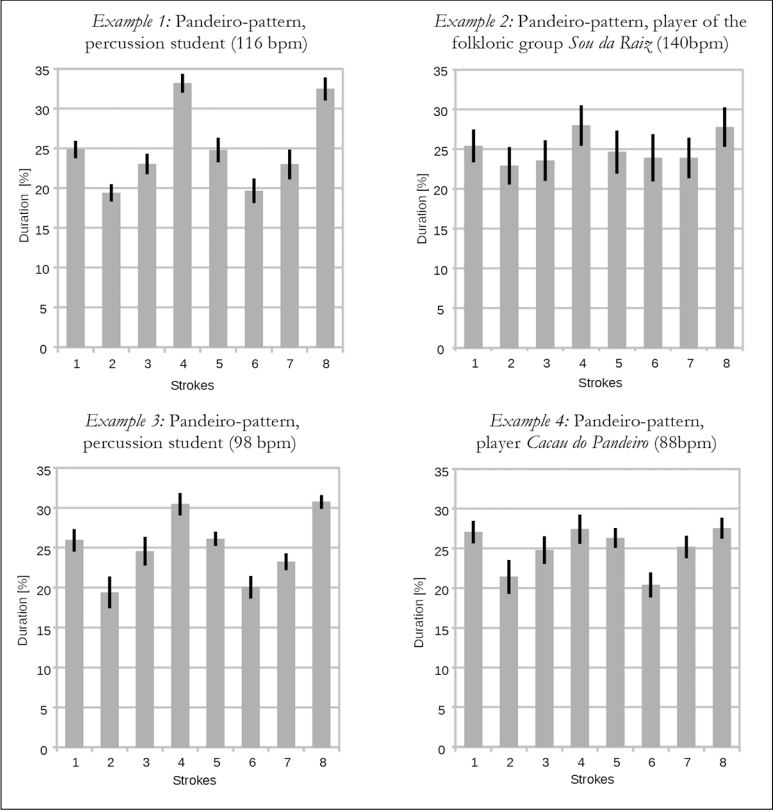 Example 1: Pandeiro-pattern,
percussion student (116 bpm)
35
30
25
20
15
10
5
0
Duration [%]
1 2 3 4 5 6 7 8
Strokes
Example 2: Pandeiro-pattern, player of the
folkloric group Sou da Raiz (140bpm)
35
30
25
20
15
10
5
0
Duration [%]
1 2 3 4 5 6 7 8
Strokes
Example 3: Pandeiro-pattern,
percussion student (98 bpm)
35
30
25
20
15
10
5
0
Duration [%]
1 2 3 4 5 6 7 8
Strokes
Example 4: Pandeiro-pattern,
player Cacau do Pandeiro (88bpm)
35
30
25
20
15
10
5
0
Duration [%]
1 2 3 4 5 6 7 8
Strokes